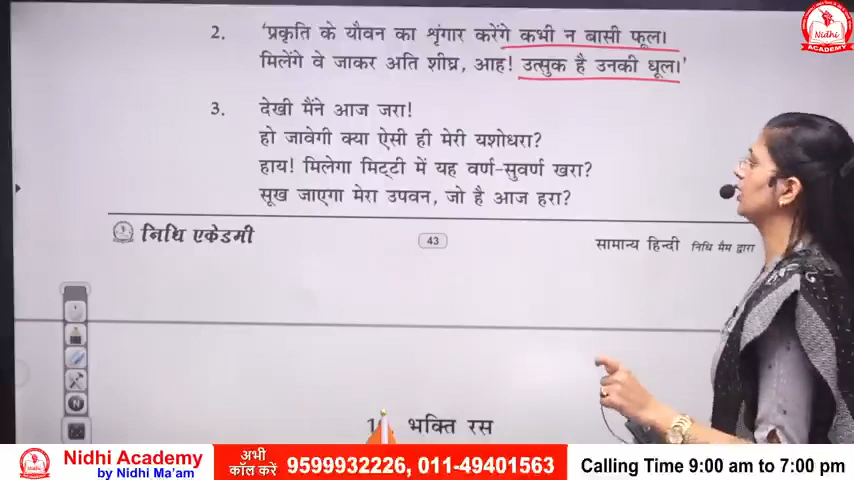 2. 'प्रकृति के यौवन का शृंगार करेंगे कभी न बासी फूल।
मिलेंगे वे जाकर अति शीघ्र, आह! उत्सुक है उनकी धूल।'
3. देखी मैंने आज जरा!
हो जावेगी क्या ऐसी ही मेरी यशोधरा?
हाय! मिलेगा मिट्टी में यह वर्ण-सुवर्ण खरा?
सूख जाएगा मेरा उपवन, जो है आज हरा?
निधि एकेडमी 43 सामान्य हिन्दी निधि मैम द्वारा
भक्ति रस
Nidhi
ACADEMY
Nidhi Academy
by Nidhi Ma'am
अभी
कॉल करें
9599932226, 011-49401563
Calling Time 9:00 am to 7:00 pm